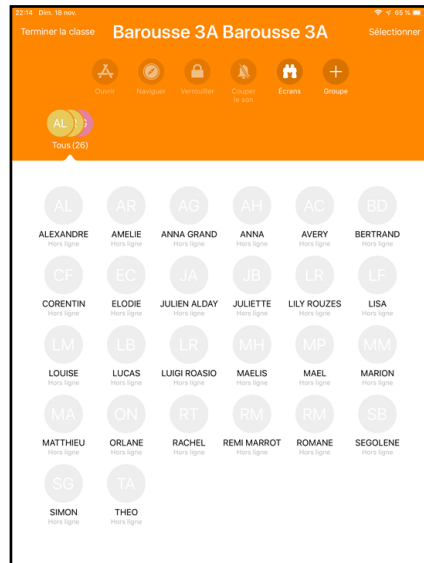 22:14 Dim. 18 nov. 65 %
Terminer la classe Barousse 3A Barousse 3A Sélectionner
Ouvrir Naviguer Verrouiller Couper le son Écrans Groupe
AL
Tous (26)
AL AR AG AH AC BD
ALEXANDRE AMELIE ANNA GRAND ANNA AVERY BERTRAND
Hors ligne Hors ligne Hors ligne Hors ligne Hors ligne Hors ligne
CF EC JA JB LR LF
CORENTIN ELODIE JULIEN ALDAY JULIETTE LILY ROUZES LISA
Hors ligne Hors ligne Hors ligne Hors ligne Hors ligne Hors ligne
LM LB LR MH MP MM
LOUISE LUCAS LUIGI ROASIO MAELIS MAEL MARION
Hors ligne Hors ligne Hors ligne Hors ligne Hors ligne Hors ligne
MA ON RT RM RM SB
MATTHIEU ORLANE RACHEL REMI MARROT ROMANE SEGOLENE
Hors ligne Hors ligne Hors ligne Hors ligne Hors ligne Hors ligne
SG TA
SIMON THEO
Hors ligne Hors ligne